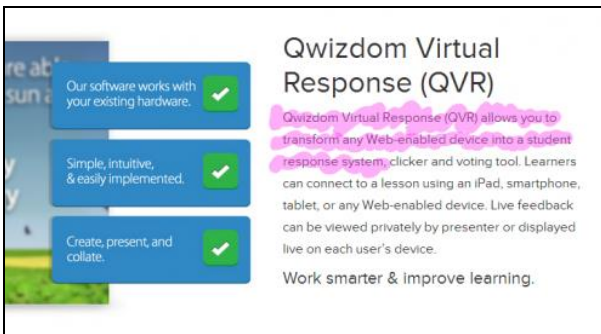 re abl
sun a
y
y
Our software works with
your existing hardware.
Simple, intuitive,
& easily implemented.
Create, present, and
collate.
Qwizdom Virtual
Response (QVR)
Qwizdom Virtual Response (QVR) allows you to
transform any Web-enabled device into a student
response system, clicker and voting tool. Learners
can connect to a lesson using an iPad, smartphone,
tablet, or any Web-enabled device. Live feedback
can be viewed privately by presenter or displayed
live on each user's device.
Work smarter & improve learning.